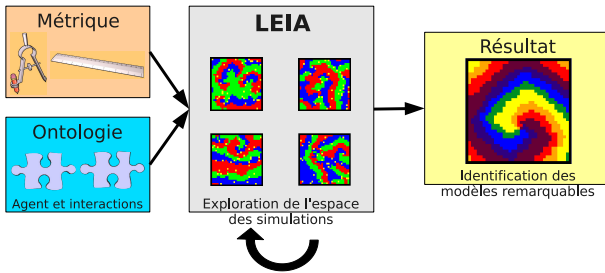 Métrique
Ontologie
Agent et interactions
LEIA
Exploration de l'espace
des simulations
Résultat
Identification des
modèles remarquables